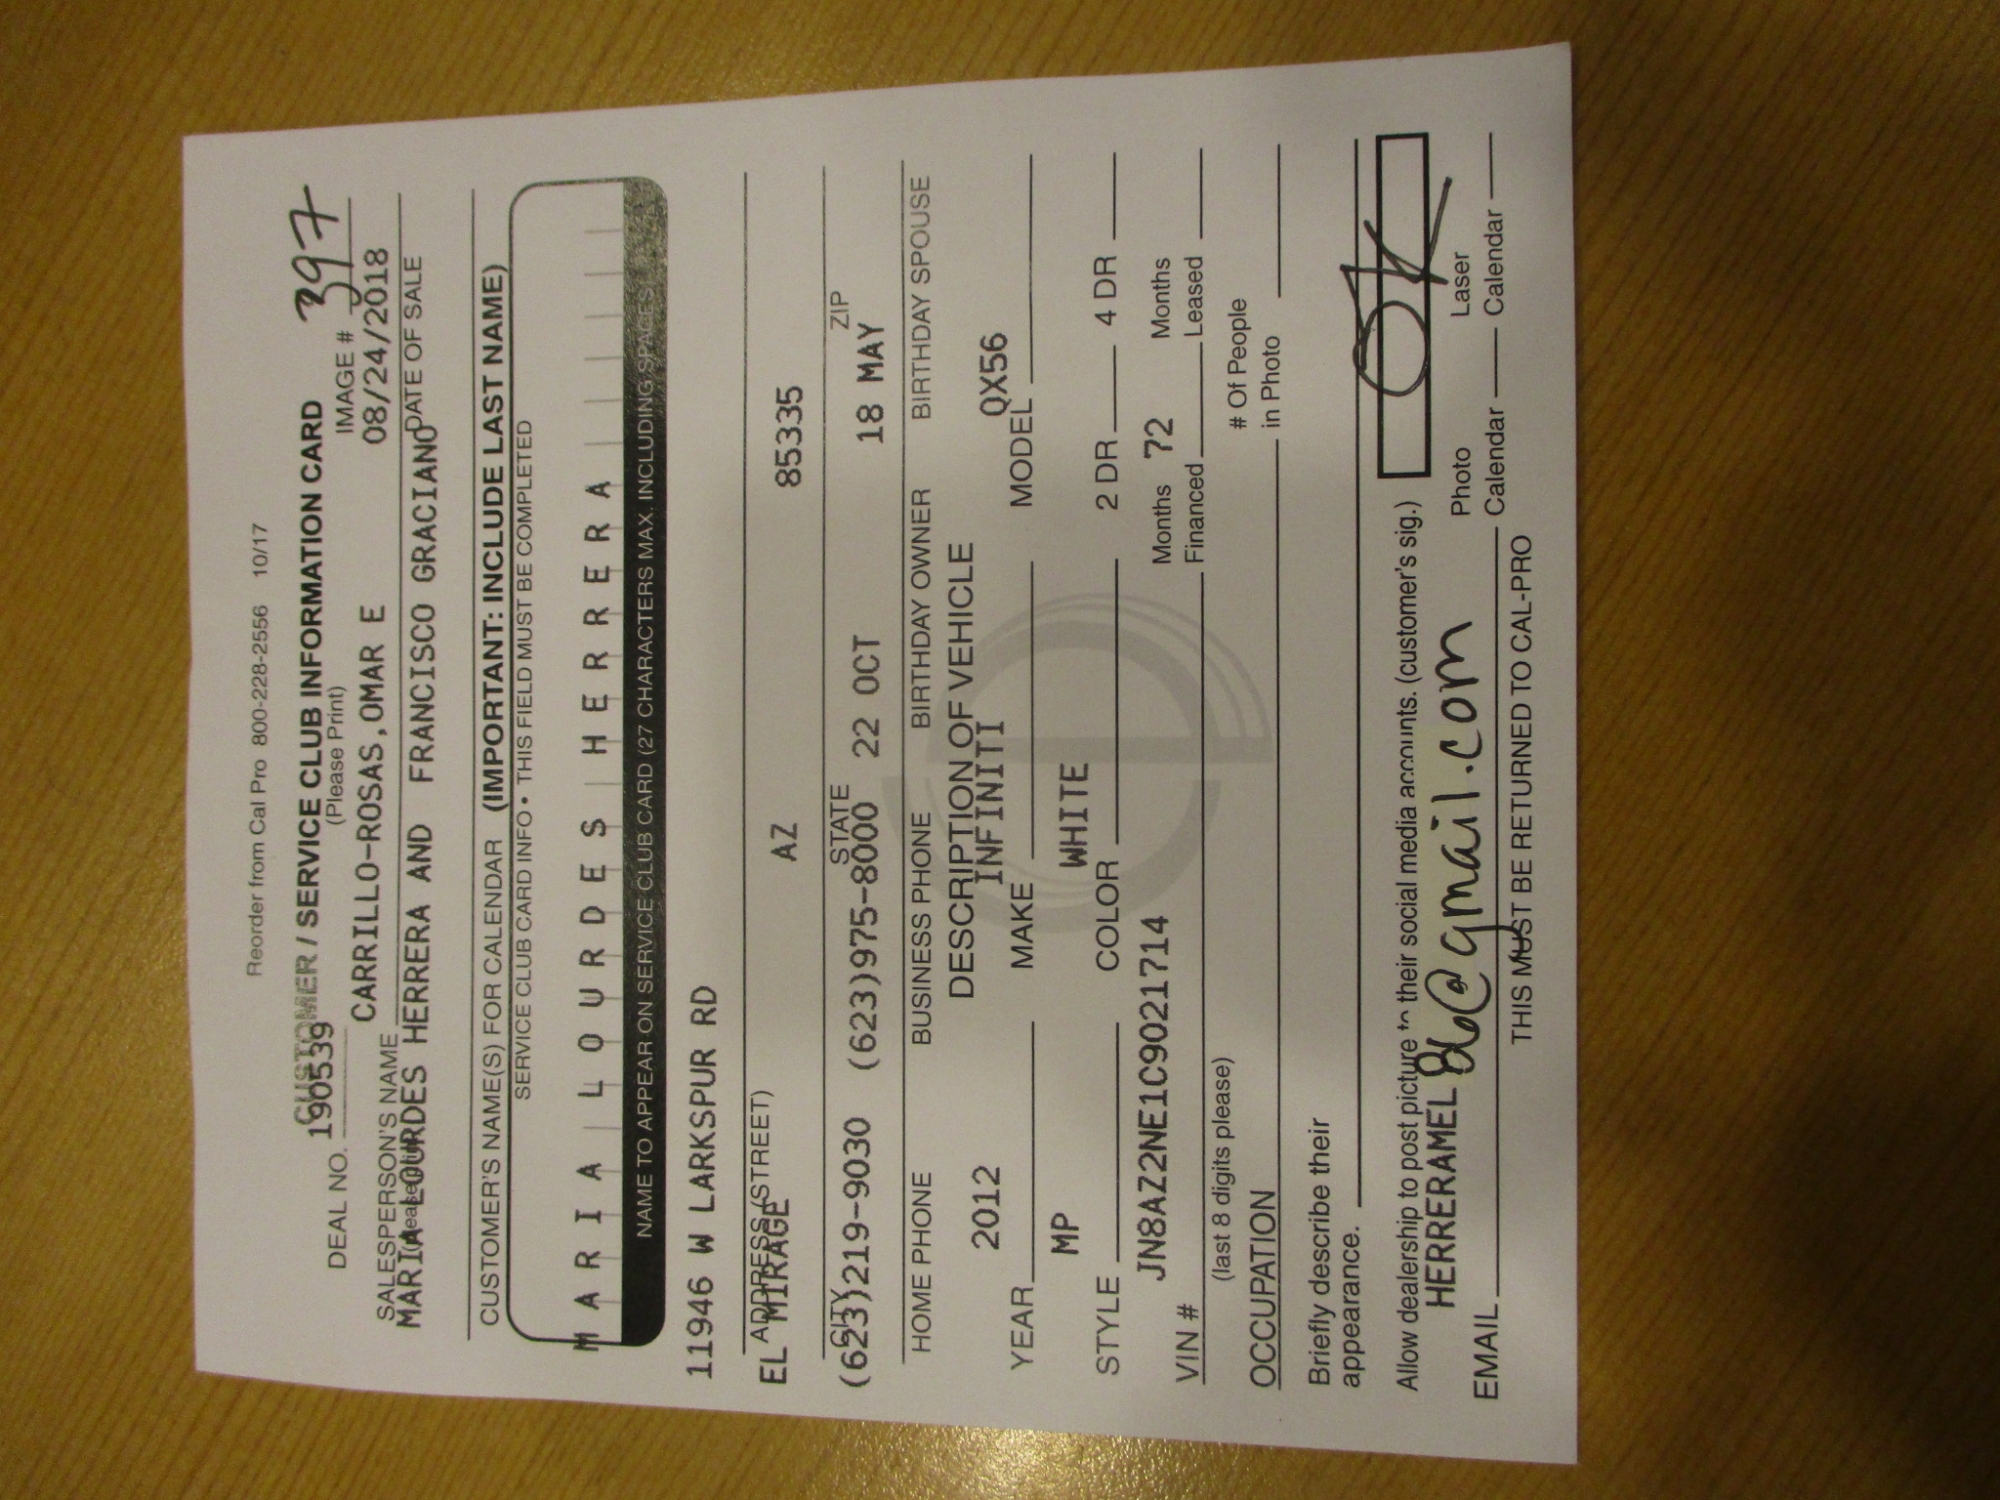 Reorder from Cal Pro 800-228-2556 10/17
CUSTOMER / SERVICE CLUB INFORMATION CARD
(Please Print)
DEAL NO. 1905539 IMAGE # 397
CARRILLO-ROSAS,OMAR E 08/24/2018
SALESPERSON'S NAME DATE OF SALE
MARIA LOURDES HERRERA AND FRANCISCO GRACIANO
CUSTOMER'S NAME(S) FOR CALENDAR (IMPORTANT: INCLUDE LAST NAME)
SERVICE CLUB CARD INFO • THIS FIELD MUST BE COMPLETED
MARIA LOURDES HERRERA
NAME TO APPEAR ON SERVICE CLUB CARD (27 CHARACTERS MAX. INCLUDING SPACES)
11946 W LARKSPUR RD
ADDRESS (STREET)
EL MIRAGE AZ 85335
CITY STATE ZIP
(623)219-9030 (623)975-8000 22 OCT 18 MAY
HOME PHONE BUSINESS PHONE BIRTHDAY OWNER BIRTHDAY SPOUSE
DESCRIPTION OF VEHICLE
2012 INFINITI QX56
YEAR MAKE MODEL
MP WHITE
STYLE COLOR 2 DR 4 DR
VIN # JN8AZ2NE1C9021714 Months Financed 72 Months Leased
(last 8 digits please)
OCCUPATION # Of People in Photo
Briefly describe their
appearance.
Allow dealership to post picture to their social media accounts. (customer's sig.)
HERRERAMEL86@gmail.com
EMAIL Photo Calendar Laser Calendar
THIS MUST BE RETURNED TO CAL-PRO